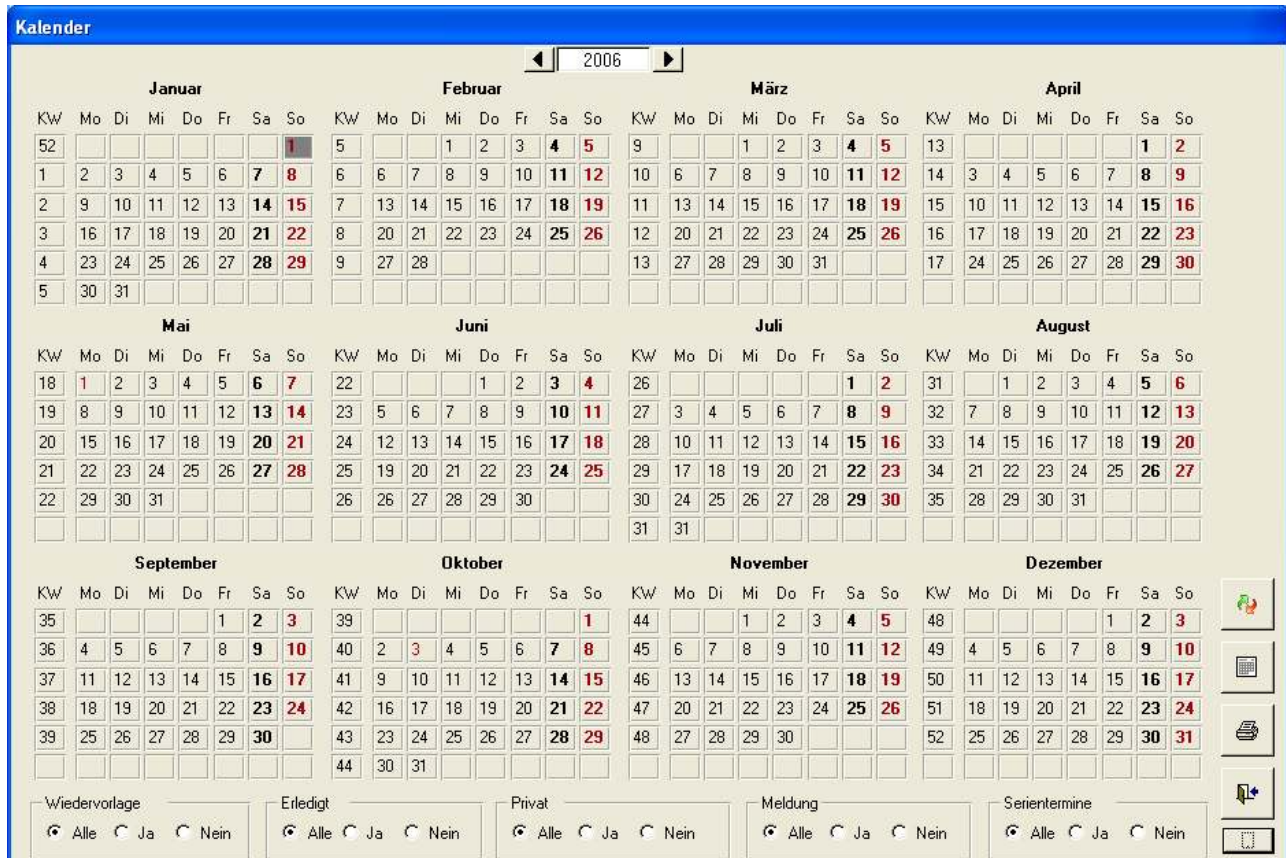 Kalender
2006
Januar Februar März April
KW Mo Di Mi Do Fr Sa So KW Mo Di Mi Do Fr Sa So KW Mo Di Mi Do Fr Sa So KW Mo Di Mi Do Fr Sa So
52 1 5 1 2 3 4 5 9 1 2 3 4 5 13 1 2
1 2 3 4 5 6 7 8 6 6 7 8 9 10 11 12 10 6 7 8 9 10 11 12 14 3 4 5 6 7 8 9
2 9 10 11 12 13 14 15 7 13 14 15 16 17 18 19 11 13 14 15 16 17 18 19 15 10 11 12 13 14 15 16
3 16 17 18 19 20 21 22 8 20 21 22 23 24 25 26 12 20 21 22 23 24 25 26 16 17 18 19 20 21 22 23
4 23 24 25 26 27 28 29 9 27 28 13 27 28 29 30 31 17 24 25 26 27 28 29 30
5 30 31
Mai Juni Juli August
KW Mo Di Mi Do Fr Sa So KW Mo Di Mi Do Fr Sa So KW Mo Di Mi Do Fr Sa So KW Mo Di Mi Do Fr Sa So
18 1 2 3 4 5 6 7 22 1 2 3 4 26 1 2 31 1 2 3 4 5 6
19 8 9 10 11 12 13 14 23 5 6 7 8 9 10 11 27 3 4 5 6 7 8 9 32 7 8 9 10 11 12 13
20 15 16 17 18 19 20 21 24 12 13 14 15 16 17 18 28 10 11 12 13 14 15 16 33 14 15 16 17 18 19 20
21 22 23 24 25 26 27 28 25 19 20 21 22 23 24 25 29 17 18 19 20 21 22 23 34 21 22 23 24 25 26 27
22 29 30 31 26 26 27 28 29 30 30 24 25 26 27 28 29 30 35 28 29 30 31
31 31
September Oktober November Dezember
KW Mo Di Mi Do Fr Sa So KW Mo Di Mi Do Fr Sa So KW Mo Di Mi Do Fr Sa So KW Mo Di Mi Do Fr Sa So
35 1 2 3 39 1 44 1 2 3 4 5 48 1 2 3
36 4 5 6 7 8 9 10 40 2 3 4 5 6 7 8 45 6 7 8 9 10 11 12 49 4 5 6 7 8 9 10
37 11 12 13 14 15 16 17 41 9 10 11 12 13 14 15 46 13 14 15 16 17 18 19 50 11 12 13 14 15 16 17
38 18 19 20 21 22 23 24 42 16 17 18 19 20 21 22 47 20 21 22 23 24 25 26 51 18 19 20 21 22 23 24
39 25 26 27 28 29 30 43 23 24 25 26 27 28 29 48 27 28 29 30 52 25 26 27 28 29 30 31
44 30 31
Wiedervorlage Erledigt Privat Meldung Serientermine
Alle Ja Nein Alle Ja Nein Alle Ja Nein Alle Ja Nein Alle Ja Nein